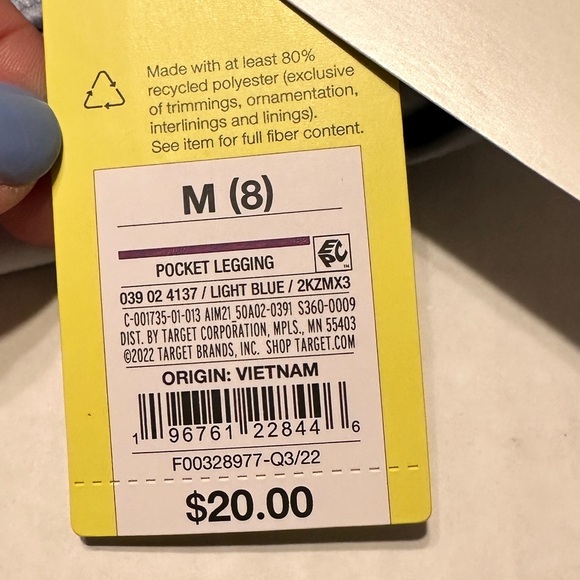 Made with at least 80%
recycled polyester (exclusive
of trimmings, ornamentation,
interlinings and linings).
See item for full fiber content.
M (8)
EPC™
POCKET LEGGING
039 02 4137 / LIGHT BLUE / 2KZMX3
C-001735-01-013 AIM21_50A02-0391 S360-0009
DIST. BY TARGET CORPORATION, MPLS., MN 55403
©2022 TARGET BRANDS, INC. SHOP TARGET.COM
ORIGIN: VIETNAM
1 96761 22844 6
F00328977-Q3/22
$20.00